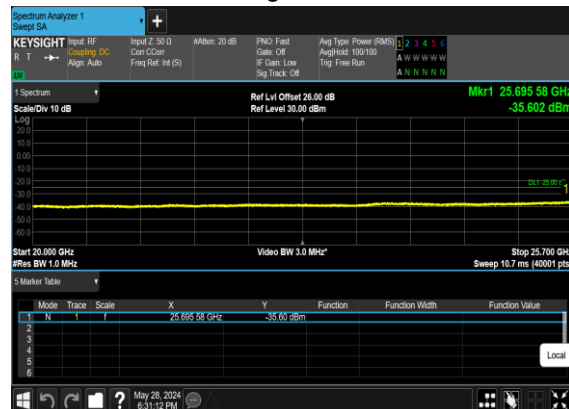 Spectrum Analyzer 1
Swept SA
KEYSIGHT Input: RF Input Z: 50 Ω #Atten: 20 dB PNO: Fast Avg Type: Power (RMS) 1 2 3 4 5 6
R T Coupling: DC Corr CCorr Gate: Off Avg|Hold: 100/100 A W W W W W
Align: Auto Freq Ref: Int (S) IF Gain: Low Trig: Free Run
LW Sig Track: Off A N N N N N
1 Spectrum Ref Lvl Offset 26.00 dB Mkr1 25.695 58 GHz
Scale/Div 10 dB Ref Level 30.00 dBm -35.602 dBm
Log
20.0
10.0
0.00
-10.0
-20.0
DL1 -25.00
-30.0
1
-40.0
-50.0
-60.0
Start 20.000 GHz Video BW 3.0 MHz* Stop 25.700 GHz
#Res BW 1.0 MHz Sweep 10.7 ms (40001 pts)
5 Marker Table
Mode Trace Scale X Y Function Function Width Function Value
1 N 1 f 25.695 58 GHz -35.60 dBm
2
3
4
5
6
Local
? May 28, 2024
6:31:12 PM